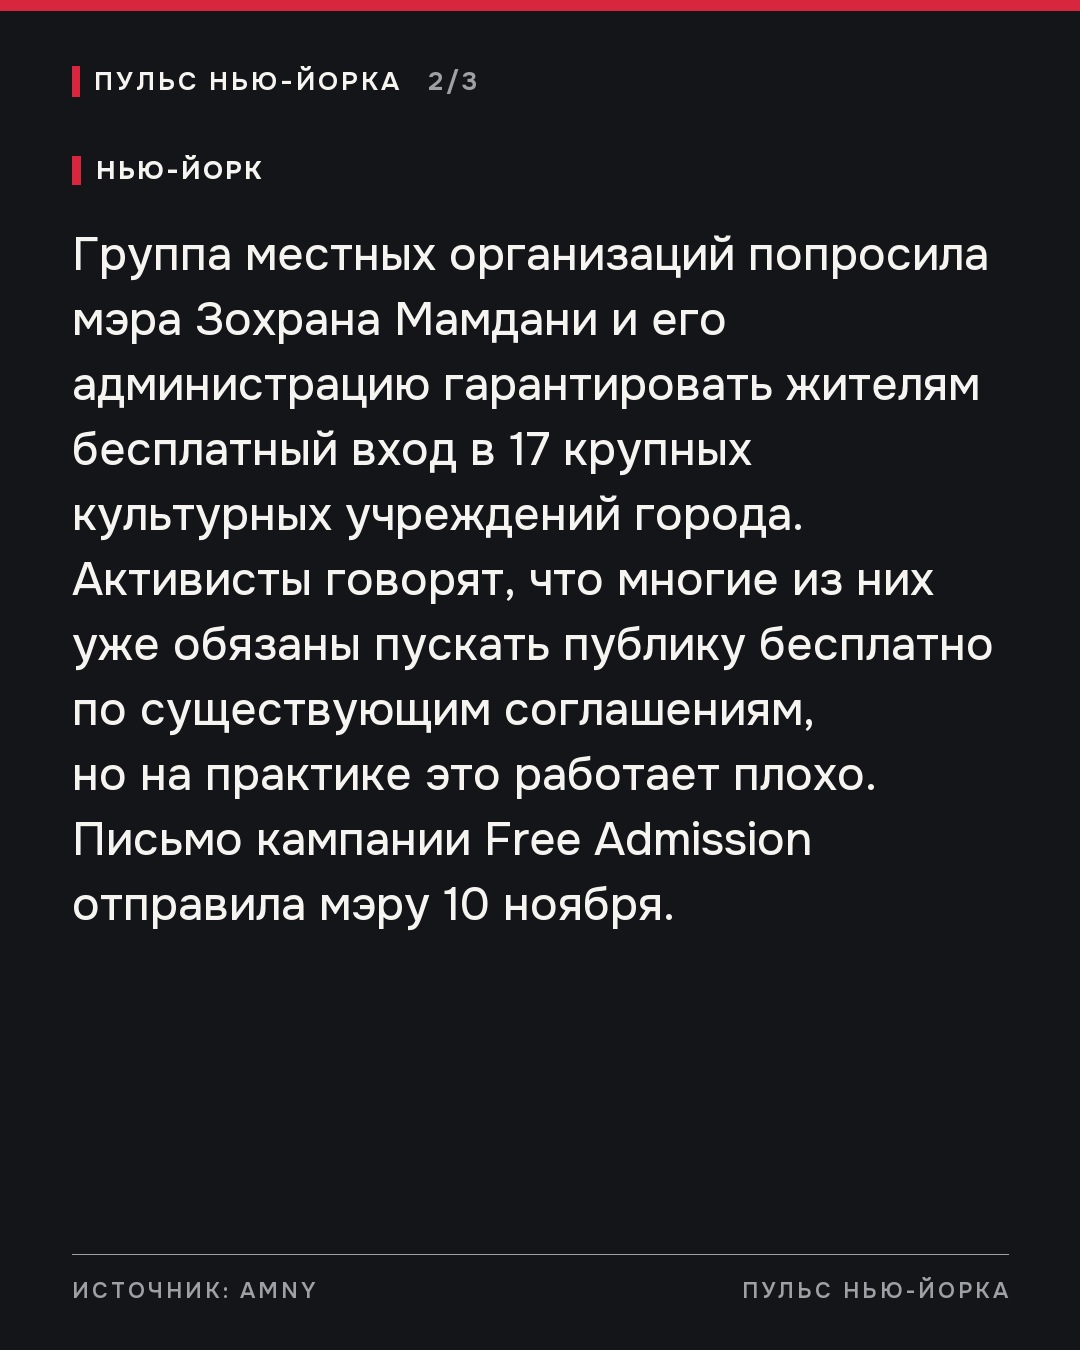 ПУЛЬС НЬЮ-ЙОРКА 2/3
НЬЮ-ЙОРК
Группа местных организаций попросила
мэра Зохрана Мамдани и его
администрацию гарантировать жителям
бесплатный вход в 17 крупных
культурных учреждений города.
Активисты говорят, что многие из них
уже обязаны пускать публику бесплатно
по существующим соглашениям,
но на практике это работает плохо.
Письмо кампании Free Admission
отправила мэру 10 ноября.
ИСТОЧНИК: AMNY
ПУЛЬС НЬЮ-ЙОРКА